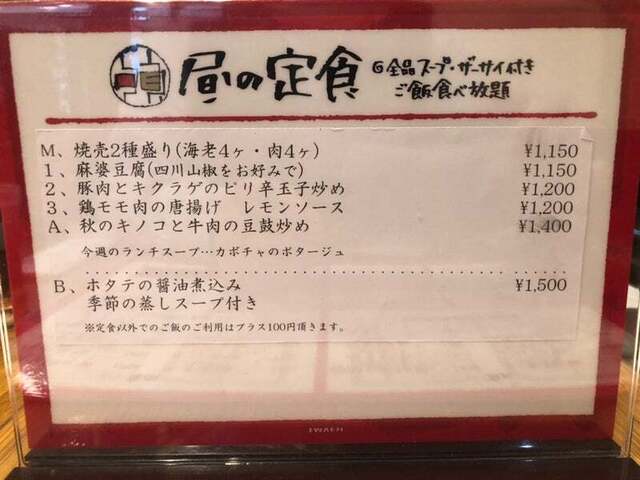 昼の定食
全品スープ・ザーサイ付き
ご飯食べ放題
M、焼売2種盛り(海老4ヶ・肉4ヶ) ¥1,150
1、麻婆豆腐(四川山椒をお好みで) ¥1,150
2、豚肉とキクラゲのピリ辛玉子炒め ¥1,200
3、鶏モモ肉の唐揚げ レモンソース ¥1,200
A、秋のキノコと牛肉の豆鼓炒め ¥1,400
今週のランチスープ…カボチャのポタージュ
B、ホタテの醤油煮込み ¥1,500
季節の蒸しスープ付き
※定食以外でのご飯のご利用はプラス100円頂きます。